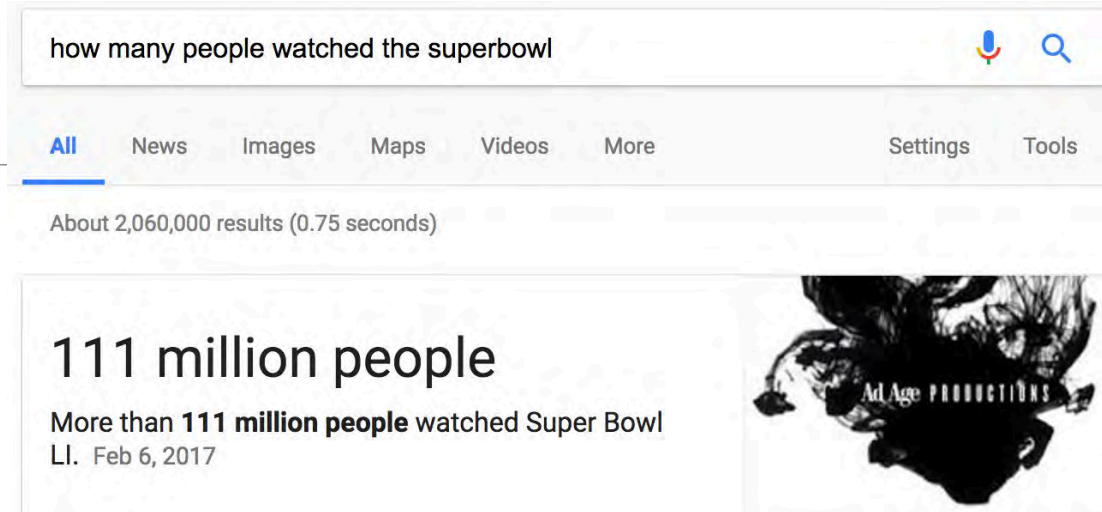 how many people watched the superbowl
All News Images Maps Videos More Settings Tools
About 2,060,000 results (0.75 seconds)
111 million people
More than 111 million people watched Super Bowl
LI. Feb 6, 2017
Ad Age PRODUCTIONS